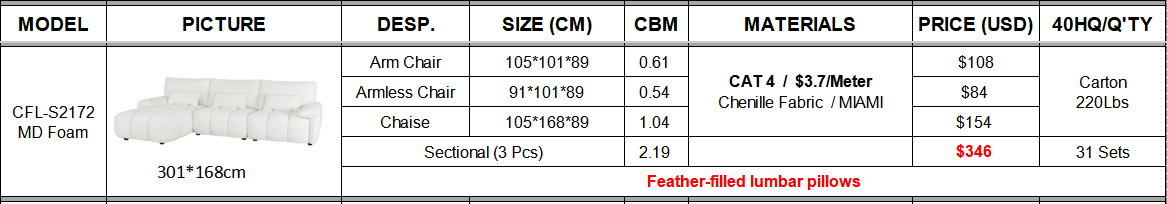 MODEL PICTURE DESP. SIZE (CM) CBM MATERIALS PRICE (USD) 40HQ/Q'TY
CFL-S2172
MD Foam
301*168cm
Arm Chair 105*101*89 0.61 $108
Armless Chair 91*101*89 0.54 $84
Chaise 105*168*89 1.04 $154
CAT 4 / $3.7/Meter
Chenille Fabric / MIAMI
Carton
220Lbs
Sectional (3 Pcs) 2.19 $346 31 Sets
Feather-filled lumbar pillows